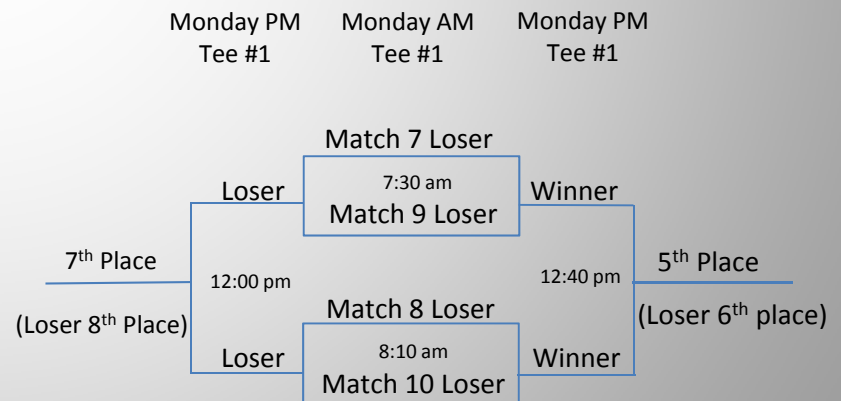 Monday PM Monday AM Monday PM
Tee #1 Tee #1 Tee #1
Match 7 Loser
Loser 7:30 am Winner
Match 9 Loser
7th Place 12:00 pm 12:40 pm 5th Place
(Loser 8th Place) Match 8 Loser (Loser 6th place)
Loser 8:10 am Winner
Match 10 Loser